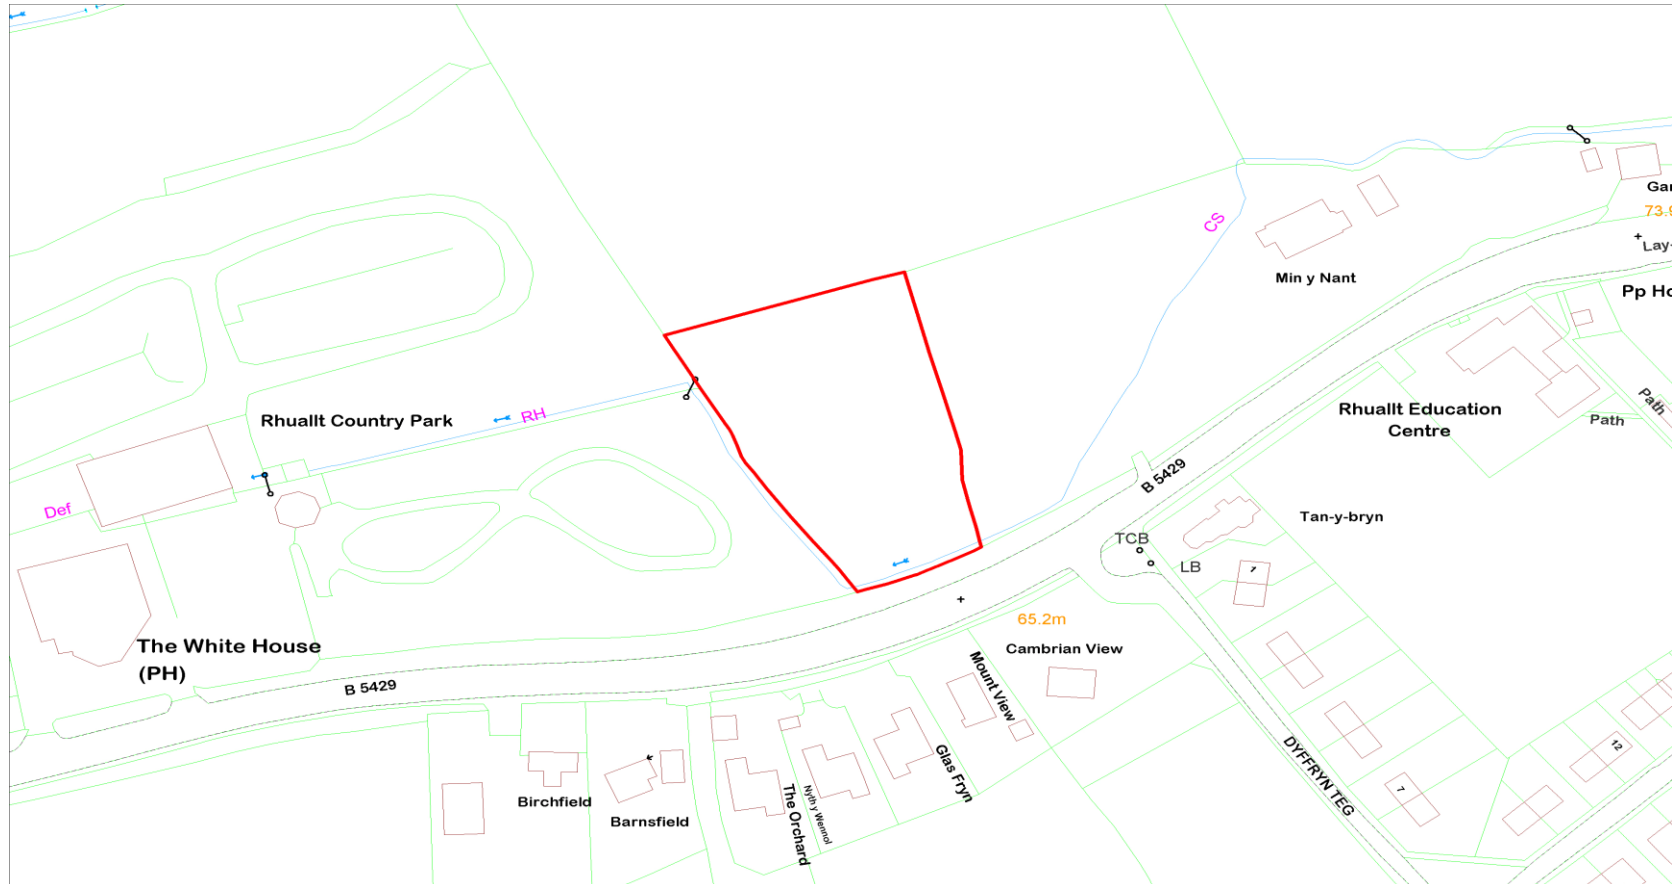 CS
Gar
73.9
Lay-
Min y Nant
Pp Ho
Rhuallt Country Park
RH
Rhuallt Education
Centre
Path
Path
B 5429
Def
Tan-y-bryn
TCB
LB
7
65.2m
The White House
(PH)
Cambrian View
Mount View
B 5429
Glas Fryn
DYFFRYN TEG
12
7
Birchfield
Barnsfield
The Orchard
Nyth y Wennol